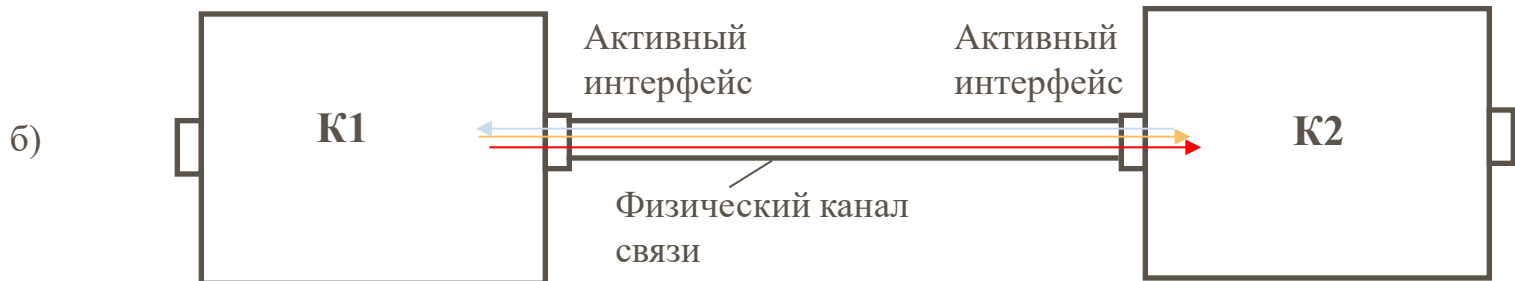 Активный
интерфейс
Активный
интерфейс
б)
К1
К2
Физический канал
связи